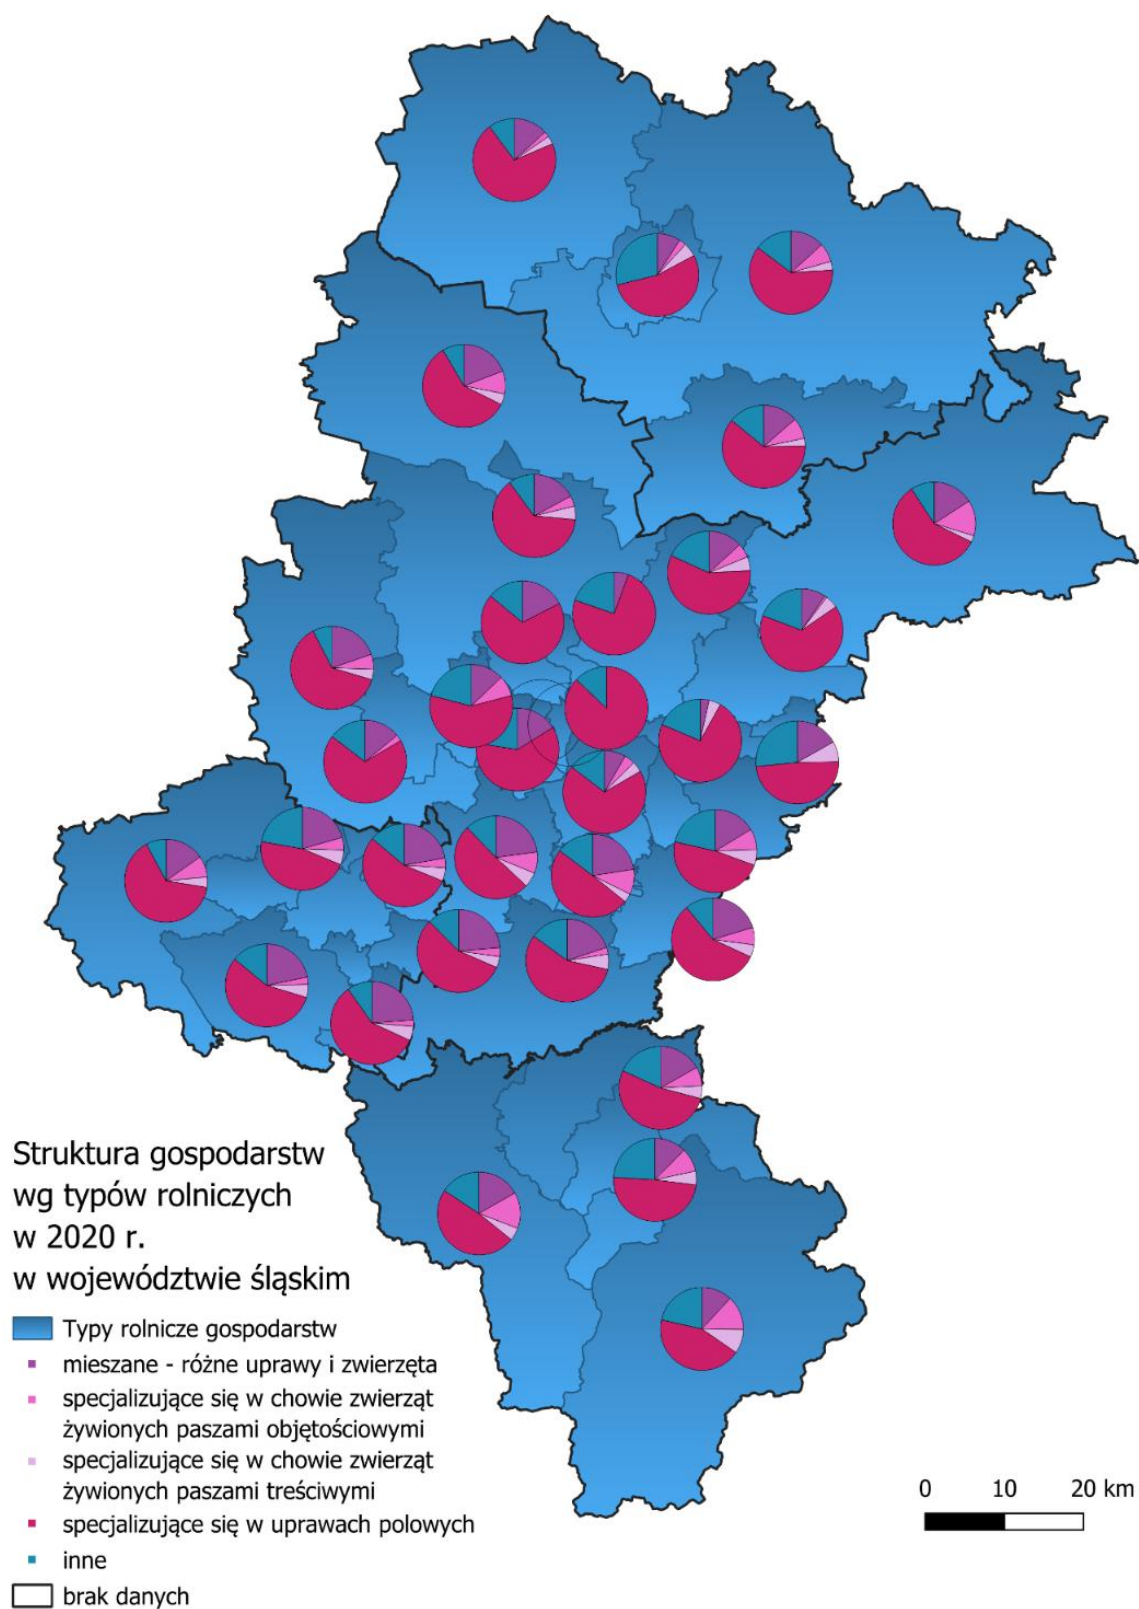 Struktura gospodarstw
wg typów rolniczych
w 2020 r.
w województwie śląskim
Typy rolnicze gospodarstw
mieszane - różne uprawy i zwierzęta
specjalizujące się w chowie zwierząt
żywionych paszami objętościowymi
specjalizujące się w chowie zwierząt
żywionych paszami treściwymi
specjalizujące się w uprawach polowych
inne
brak danych
0 10 20 km